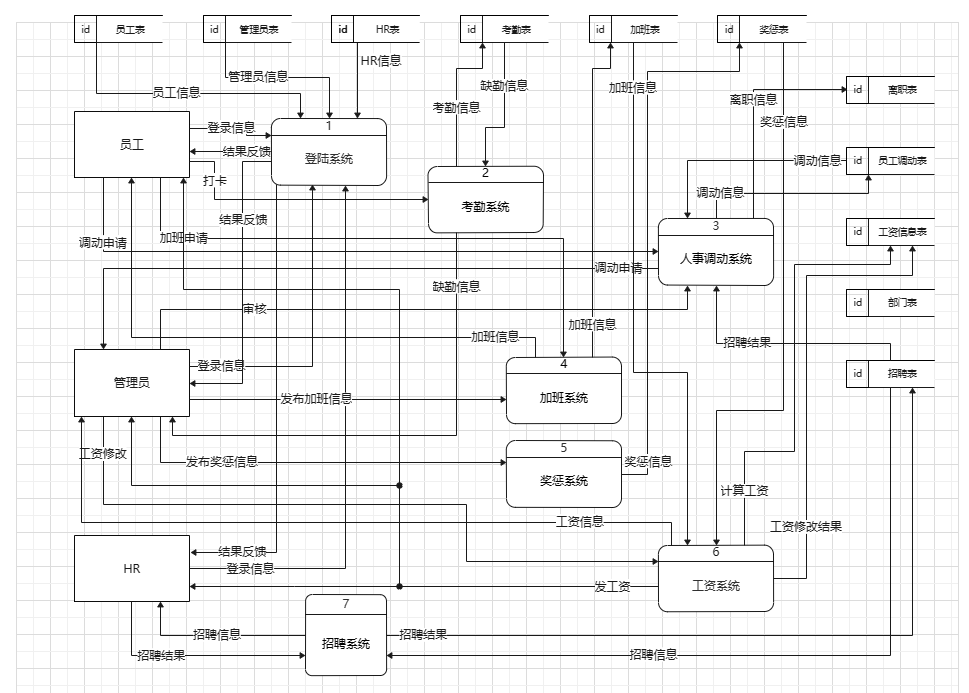 id 员工表 id 管理员表 id HR表 id 考勤表 id 加班表 id 奖惩表
HR信息
管理员信息
缺勤信息
加班信息
id 离职表
员工信息
考勤信息
离职信息
奖惩信息
员工
登录信息
1
登陆系统
结果反馈
打卡
调动信息
id 员工调动表
2
考勤系统
调动信息
结果反馈
3
人事调动系统
id 工资信息表
调动申请
加班申请
调动申请
缺勤信息
id 部门表
审核
加班信息
加班信息
招聘结果
管理员
登录信息
4
加班系统
id 招聘表
发布加班信息
工资修改
发布奖惩信息
5
奖惩系统
奖惩信息
计算工资
工资信息
工资修改结果
HR
结果反馈
登录信息
6
工资系统
发工资
7
招聘系统
招聘信息
招聘结果
招聘结果
招聘信息